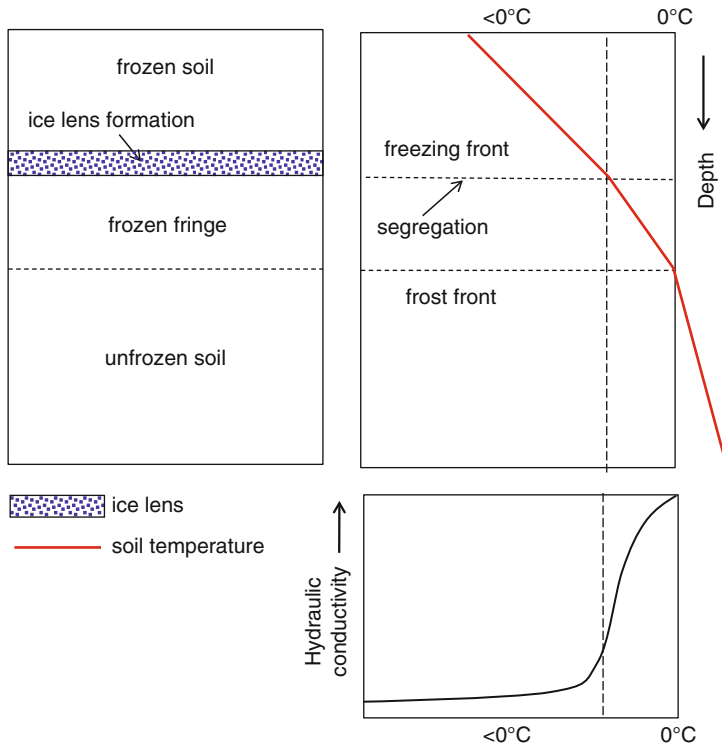 frozen soil
ice lens formation
frozen fringe
unfrozen soil
<0°C
0°C
freezing front
segregation
frost front
Depth
ice lens
soil temperature
Hydraulic
conductivity
<0°C
0°C